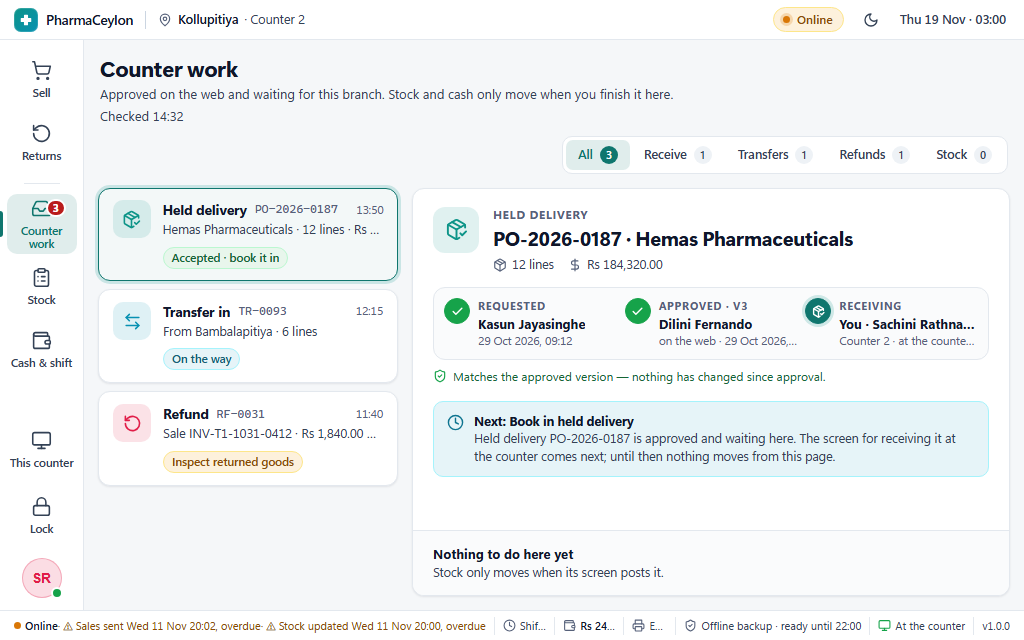 PharmaCeylon
Kollupitiya · Counter 2
Online
Thu 19 Nov · 03:00
Sell
Returns
3
Counter work
Stock
Cash & shift
This counter
Lock
SR
Counter work
Approved on the web and waiting for this branch. Stock and cash only move when you finish it here.
Checked 14:32
All 3
Receive 1
Transfers 1
Refunds 1
Stock 0
Held delivery PO-2026-0187 13:50
Hemas Pharmaceuticals · 12 lines · Rs ...
Accepted · book it in
Transfer in TR-0093 12:15
From Bambalapitiya · 6 lines
On the way
Refund RF-0031 11:40
Sale INV-T1-1031-0412 · Rs 1,840.00 ...
Inspect returned goods
HELD DELIVERY
PO-2026-0187 · Hemas Pharmaceuticals
12 lines $ Rs 184,320.00
REQUESTED
Kasun Jayasinghe
29 Oct 2026, 09:12
APPROVED · V3
Dilini Fernando
on the web · 29 Oct 2026,...
RECEIVING
You · Sachini Rathna...
Counter 2 · at the counte...
Matches the approved version — nothing has changed since approval.
Next: Book in held delivery
Held delivery PO-2026-0187 is approved and waiting here. The screen for receiving it at
the counter comes next; until then nothing moves from this page.
Nothing to do here yet
Stock only moves when its screen posts it.
Online · Sales sent Wed 11 Nov 20:02, overdue · Stock updated Wed 11 Nov 20:00, overdue
Shif...
Rs 24...
E...
Offline backup · ready until 22:00
At the counter
v1.0.0